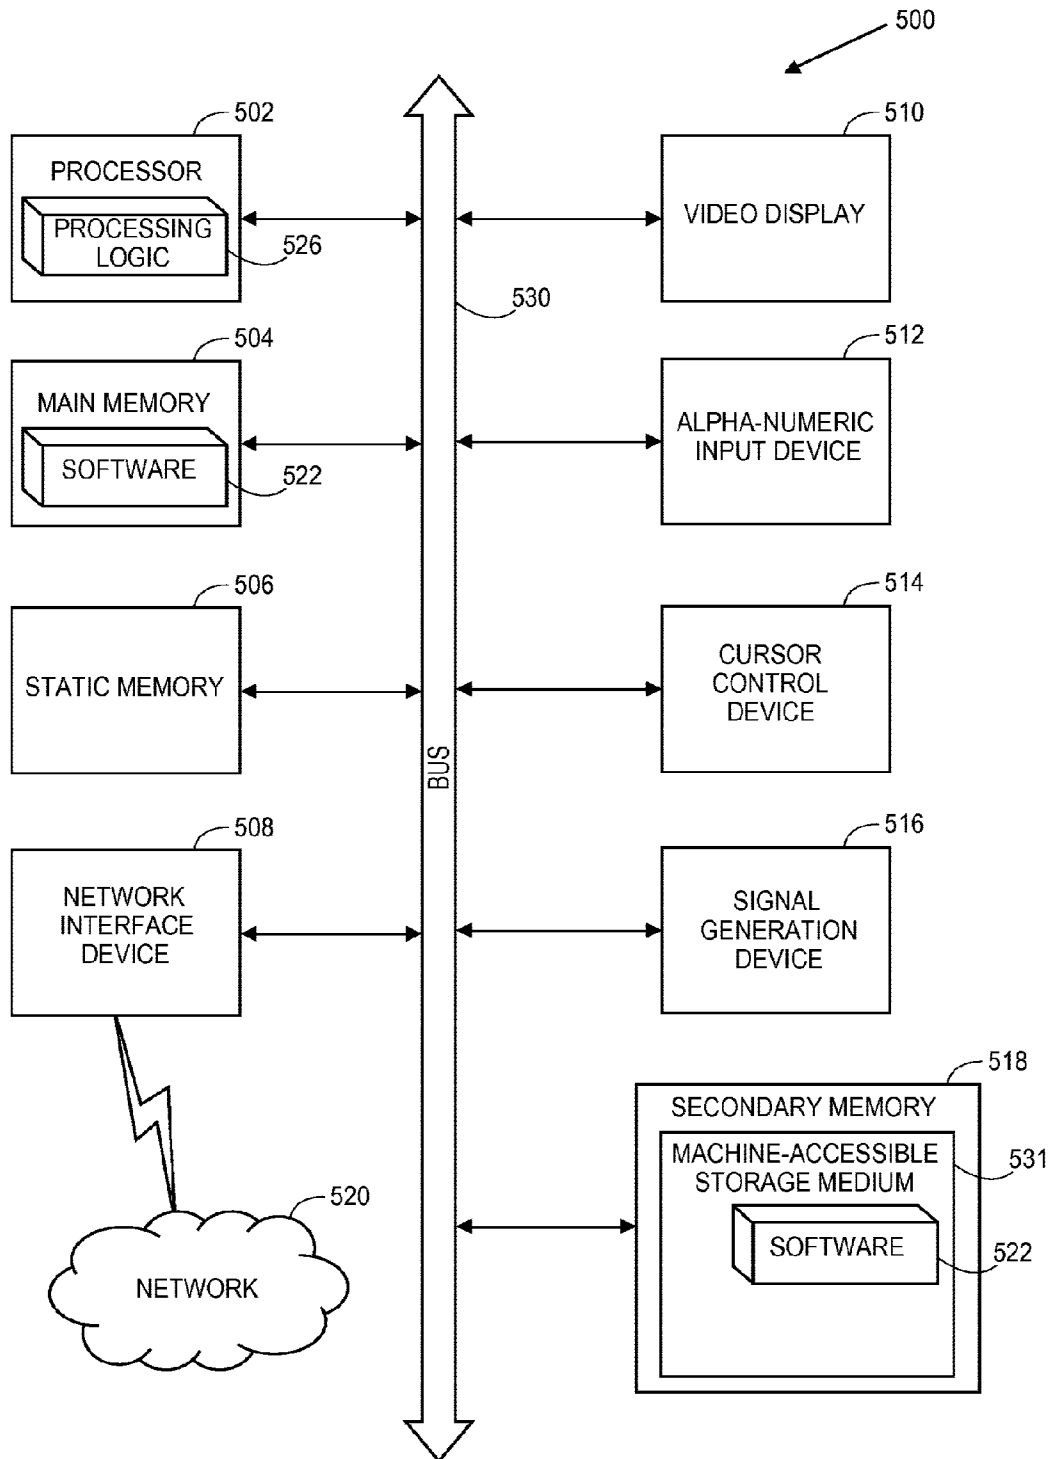 500
502
PROCESSOR
PROCESSING
LOGIC
526
510
VIDEO DISPLAY
530
504
MAIN MEMORY
SOFTWARE
522
512
ALPHA-NUMERIC
INPUT DEVICE
506
STATIC MEMORY
514
CURSOR
CONTROL
DEVICE
BUS
508
NETWORK
INTERFACE
DEVICE
516
SIGNAL
GENERATION
DEVICE
518
SECONDARY MEMORY
MACHINE-ACCESSIBLE
STORAGE MEDIUM
531
SOFTWARE
522
520
NETWORK